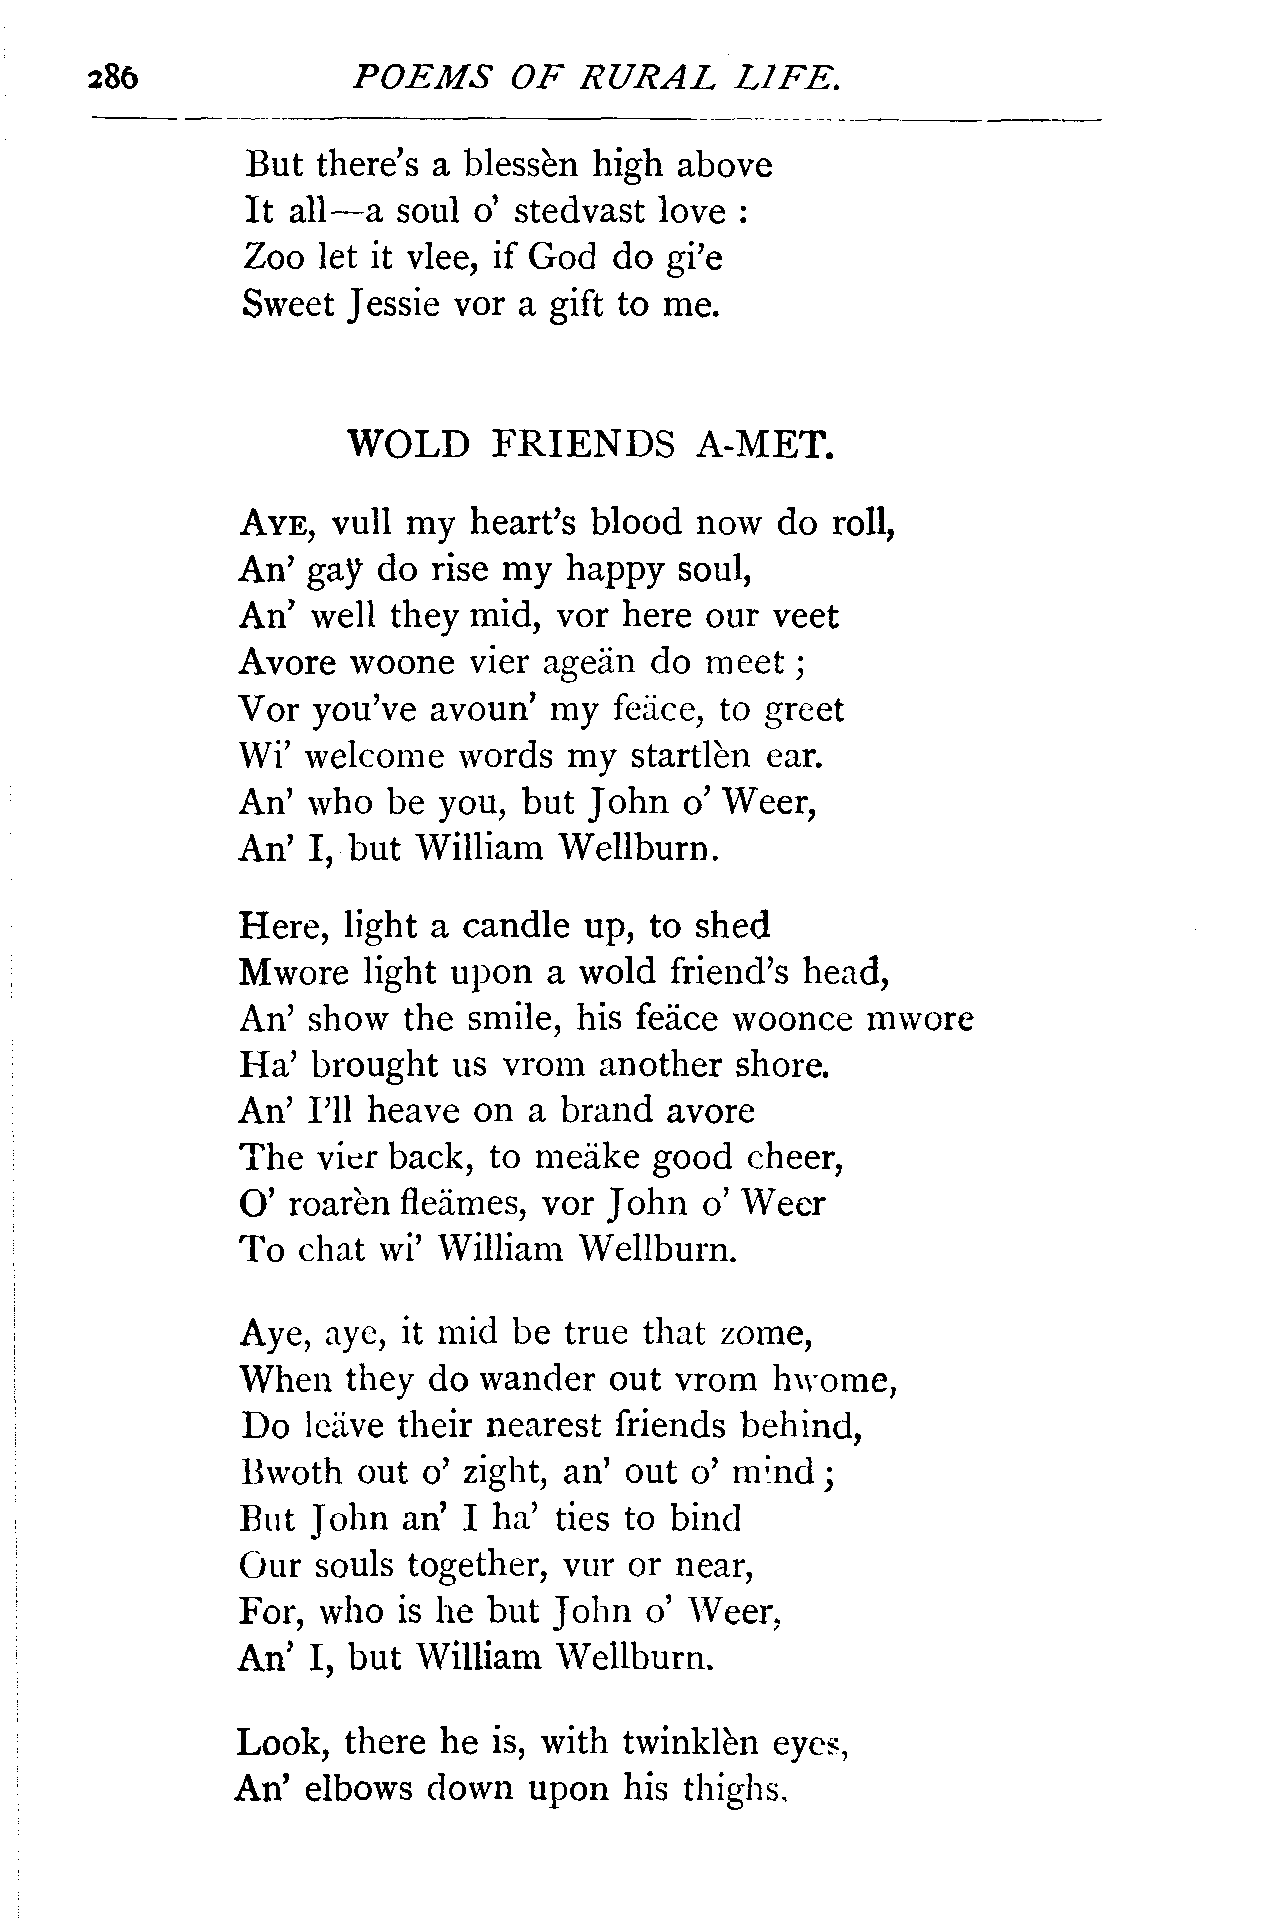 286 POEMS OF RURAL LIFE.
But there's a blessèn high above
It all—a soul o' stedvast love :
Zoo let it vlee, if God do gi'e
Sweet Jessie vor a gift to me.
WOLD FRIENDS A-MET.
AYE, vull my heart's blood now do roll,
An' gaÿ do rise my happy soul,
An' well they mid, vor here our veet
Avore woone vier ageän do meet ;
Vor you've avoun' my feäce, to greet
Wi' welcome words my startlèn ear.
An' who be you, but John o' Weer,
An' I, but William Wellburn.
Here, light a candle up, to shed
Mwore light upon a wold friend's head,
An' show the smile, his feäce woonce mwore
Ha' brought us vrom another shore.
An' I'll heave on a brand avore
The vier back, to meäke good cheer,
O' roarèn fleämes, vor John o' Weer
To chat wi' William Wellburn.
Aye, aye, it mid be true that zome,
When they do wander out vrom hwome,
Do leäve their nearest friends behind,
Bwoth out o' zight, an' out o' mind ;
But John an' I ha' ties to bind
Our souls together, vur or near,
For, who is he but John o' Weer,
An' I, but William Wellburn.
Look, there he is, with twinklèn eyes,
An' elbows down upon his thighs,